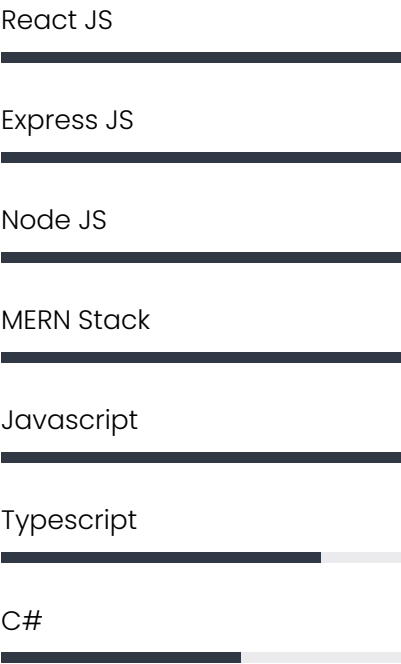 React JS
Express JS
Node JS
MERN Stack
Javascript
Typescript
C#